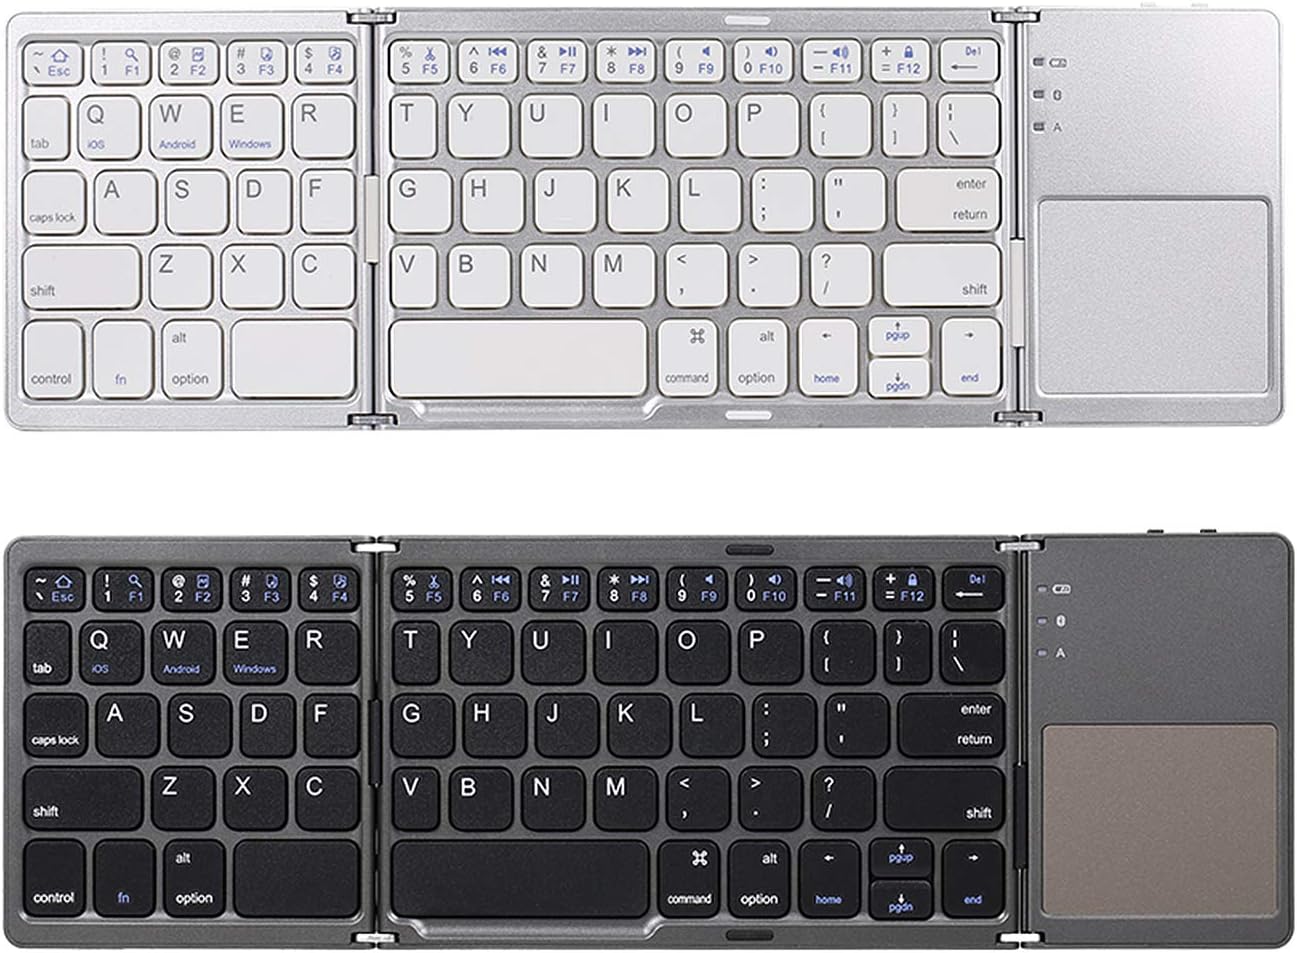 ~ ! @ # $ % ^ & * ( ) — + Del
` Esc 1 F1 2 F2 3 F3 4 F4 5 F5 6 F6 7 F7 8 F8 9 F9 0 F10 – F11 = F12 ←
Q W E R T Y U I O P { } ¦
tab iOS Android Windows [ ] \
A S D F G H J K L : " enter
caps lock ; ' return
Z X C V B N M < > ?
shift , . / shift
alt ⌘ alt ← ↑ pgup →
control fn option command option home ↓ pgdn end
A
~ ! @ # $ % ^ & * ( ) — + Del
` Esc 1 F1 2 F2 3 F3 4 F4 5 F5 6 F6 7 F7 8 F8 9 F9 0 F10 – F11 = F12 ←
Q W E R T Y U I O P { } ¦
tab iOS Android Windows [ ] \
A S D F G H J K L : " enter
caps lock ; ' return
Z X C V B N M < > ?
shift , . / shift
alt ⌘ alt ← ↑ pgup →
control fn option command option home ↓ pgdn end
A